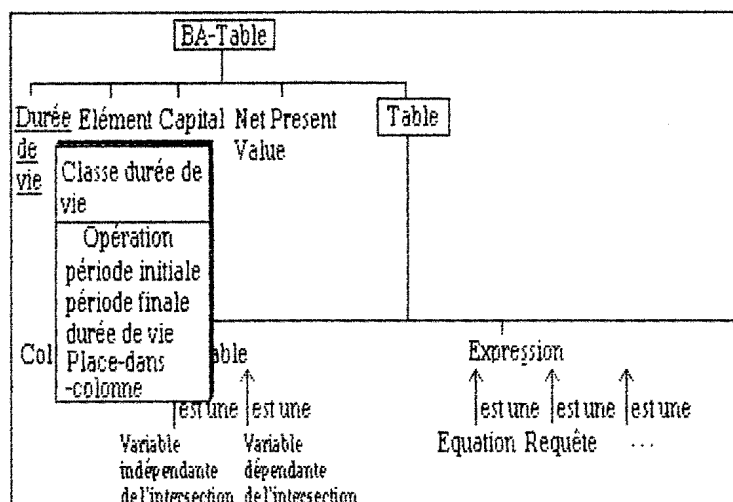 BA-Table
Durée Elément Capital Net Present Table
de Value
vie
Classe durée de
vie
Opération
période initiale
période finale
durée de vie
Place-dans
-colonne
Col able Expression
est une est une est une est une ...
Variable Variable Equation Requête
indépendante dépendante
de l'intersection de l'intersection